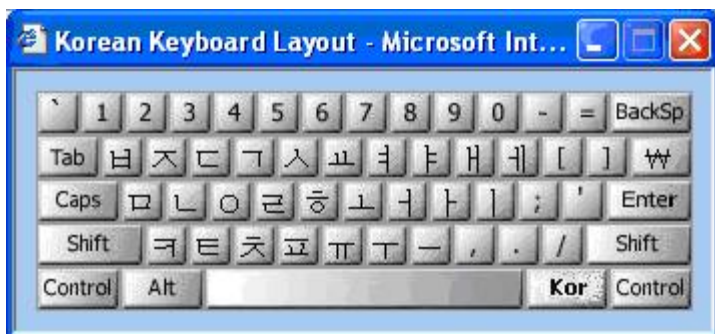 Korean Keyboard Layout - Microsoft Int...
` 1 2 3 4 5 6 7 8 9 0 - = BackSp
Tab ㅂ ㅈ ㄷ ㄱ ㅅ ㅛ ㅕ ㅑ ㅐ ㅔ [ ] ₩
Caps ㅁ ㄴ ㅇ ㄹ ㅎ ㅗ ㅓ ㅏ ㅣ ; ' Enter
Shift ㅋ ㅌ ㅊ ㅍ ㅠ ㅜ ㅡ , . / Shift
Control Alt Kor Control